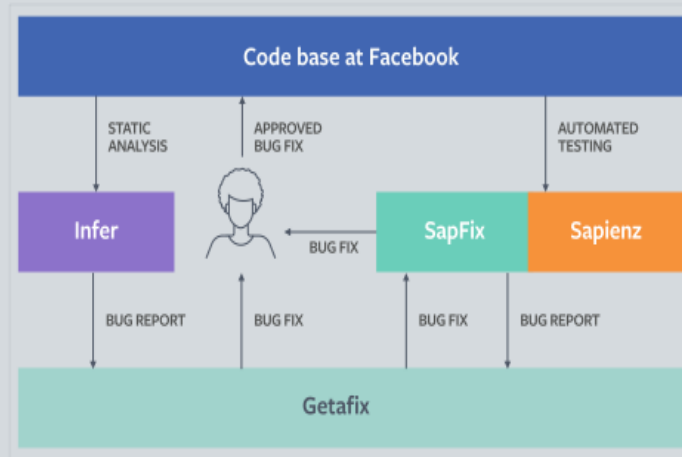 Code base at Facebook
STATIC
ANALYSIS
APPROVED
BUG FIX
AUTOMATED
TESTING
Infer
SapFix
Sapienz
BUG FIX
BUG REPORT
BUG FIX
BUG FIX
BUG REPORT
Getafix